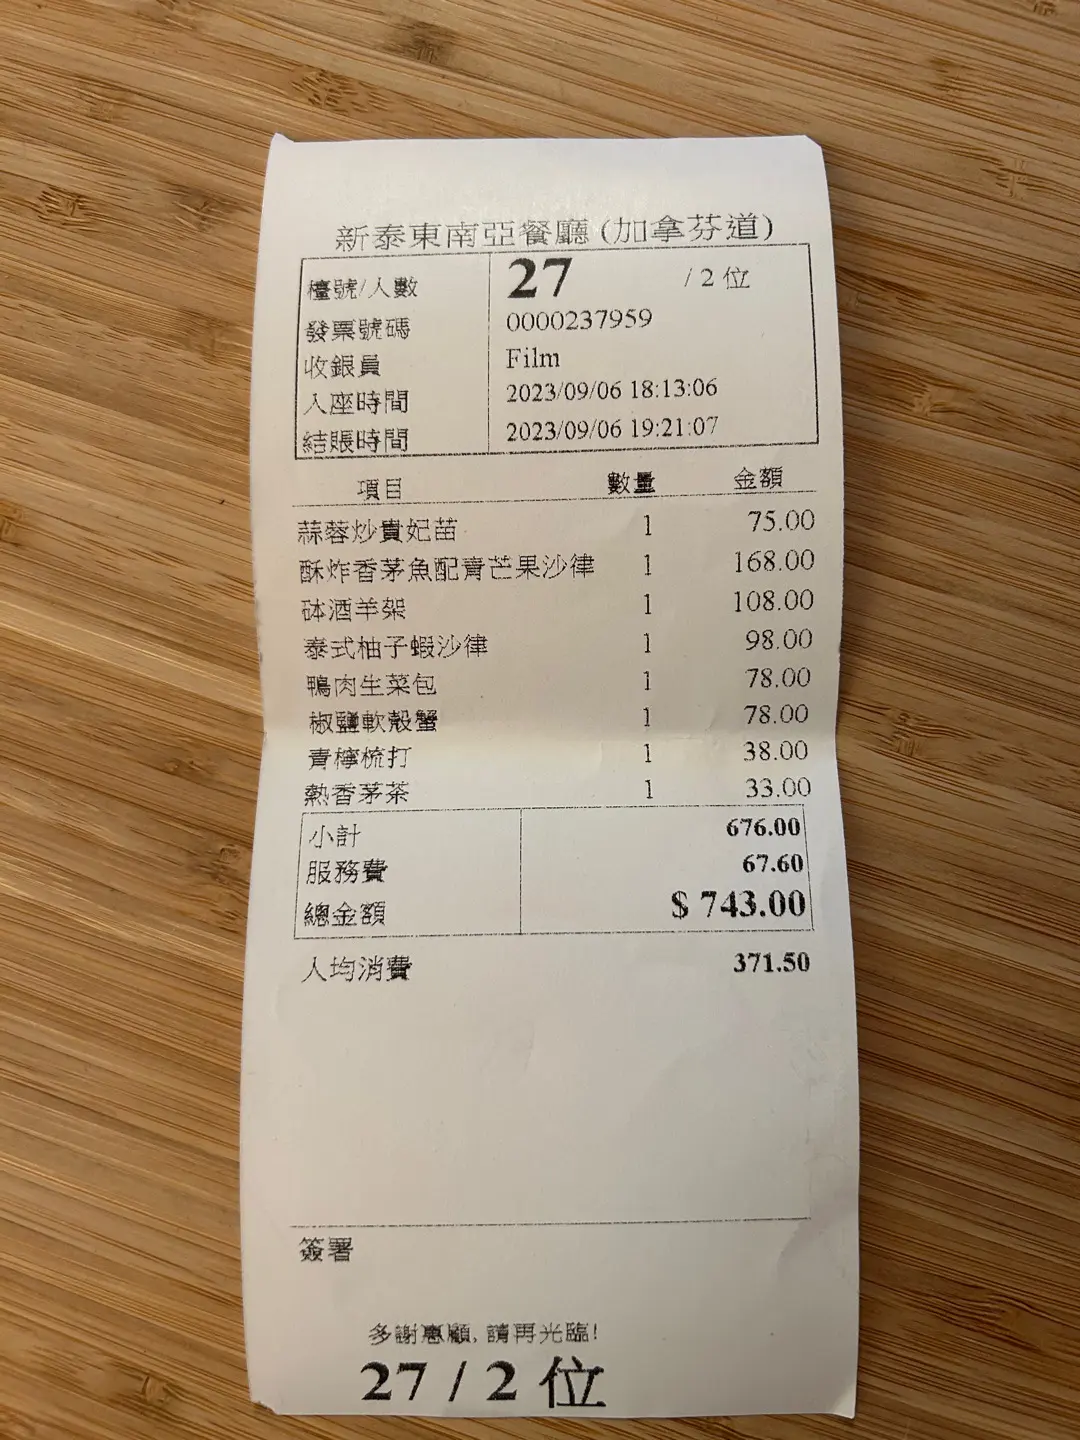 新泰東南亞餐廳(加拿芬道)
檯號/人數 27 /2位
發票號碼 0000237959
收銀員 Film
入座時間 2023/09/06 18:13:06
結賬時間 2023/09/06 19:21:07
項目 數量 金額
蒜蓉炒貴妃苗 1 75.00
酥炸香茅魚配青芒果沙律 1 168.00
砵酒羊架 1 108.00
泰式柚子蝦沙律 1 98.00
鴨肉生菜包 1 78.00
椒鹽軟殼蟹 1 78.00
青檸梳打 1 38.00
熱香茅茶 1 33.00
小計 676.00
服務費 67.60
總金額 $ 743.00
人均消費 371.50
簽署
多謝惠顧, 請再光臨!
27 / 2 位